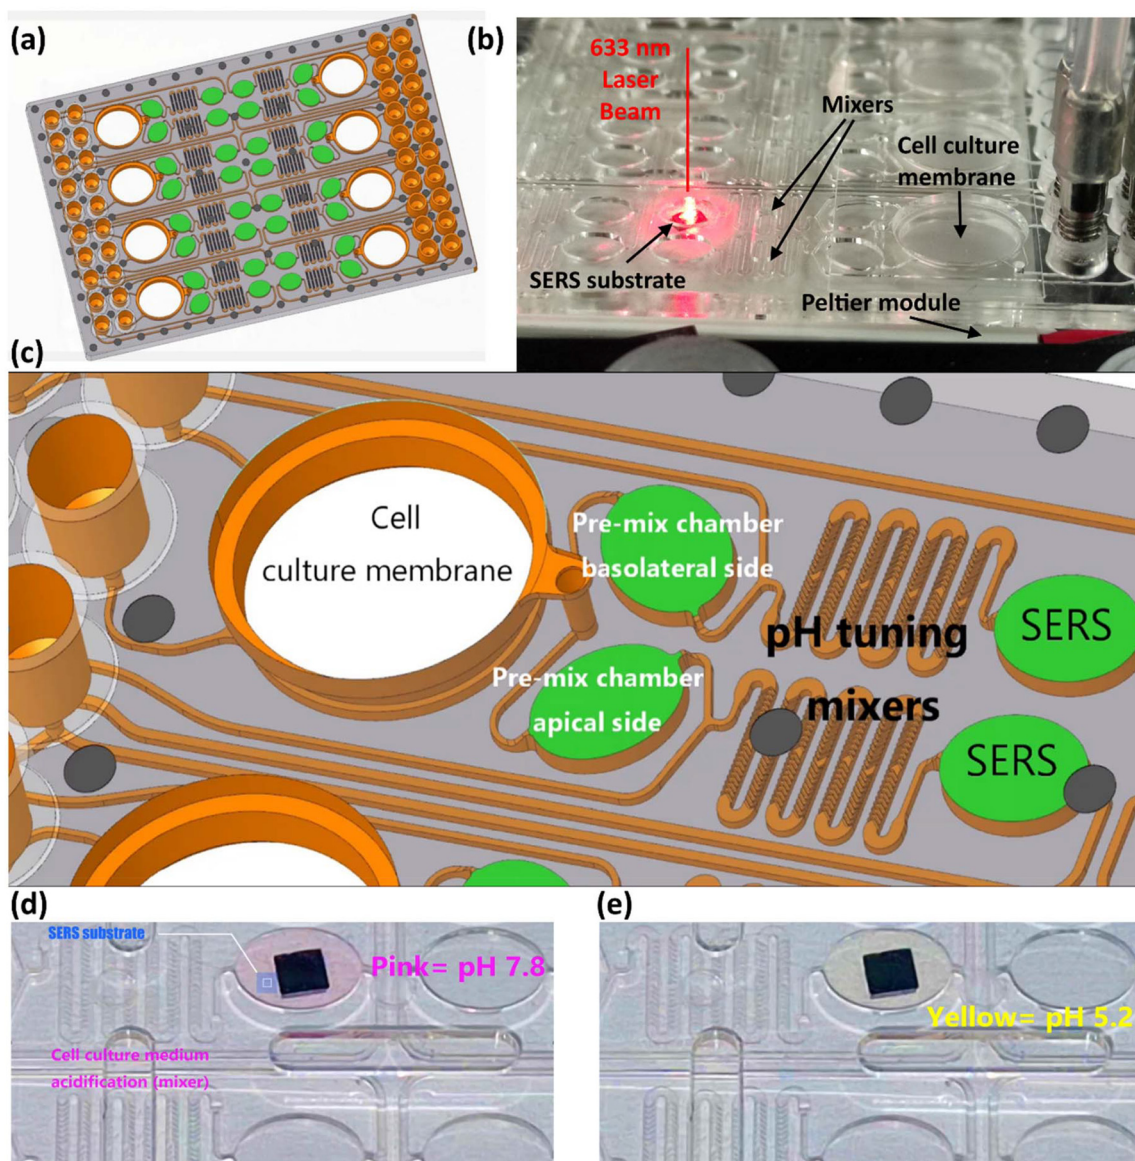 (a)
(b)
633 nm
Laser
Beam
Mixers
Cell culture
membrane
SERS substrate
Peltier module
(c)
Cell
culture membrane
Pre-mix chamber
basolateral side
pH tuning
SERS
Pre-mix chamber
apical side
mixers
SERS
(d)
SERS substrate
Pink= pH 7.8
Cell culture medium
acidification (mixer)
(e)
Yellow= pH 5.2